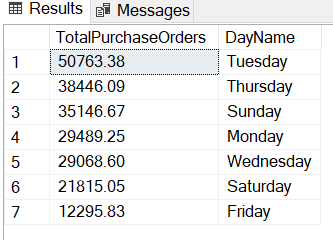 Results Messages
TotalPurchaseOrders DayName
1 50763.38 Tuesday
2 38446.09 Thursday
3 35146.67 Sunday
4 29489.25 Monday
5 29068.60 Wednesday
6 21815.05 Saturday
7 12295.83 Friday